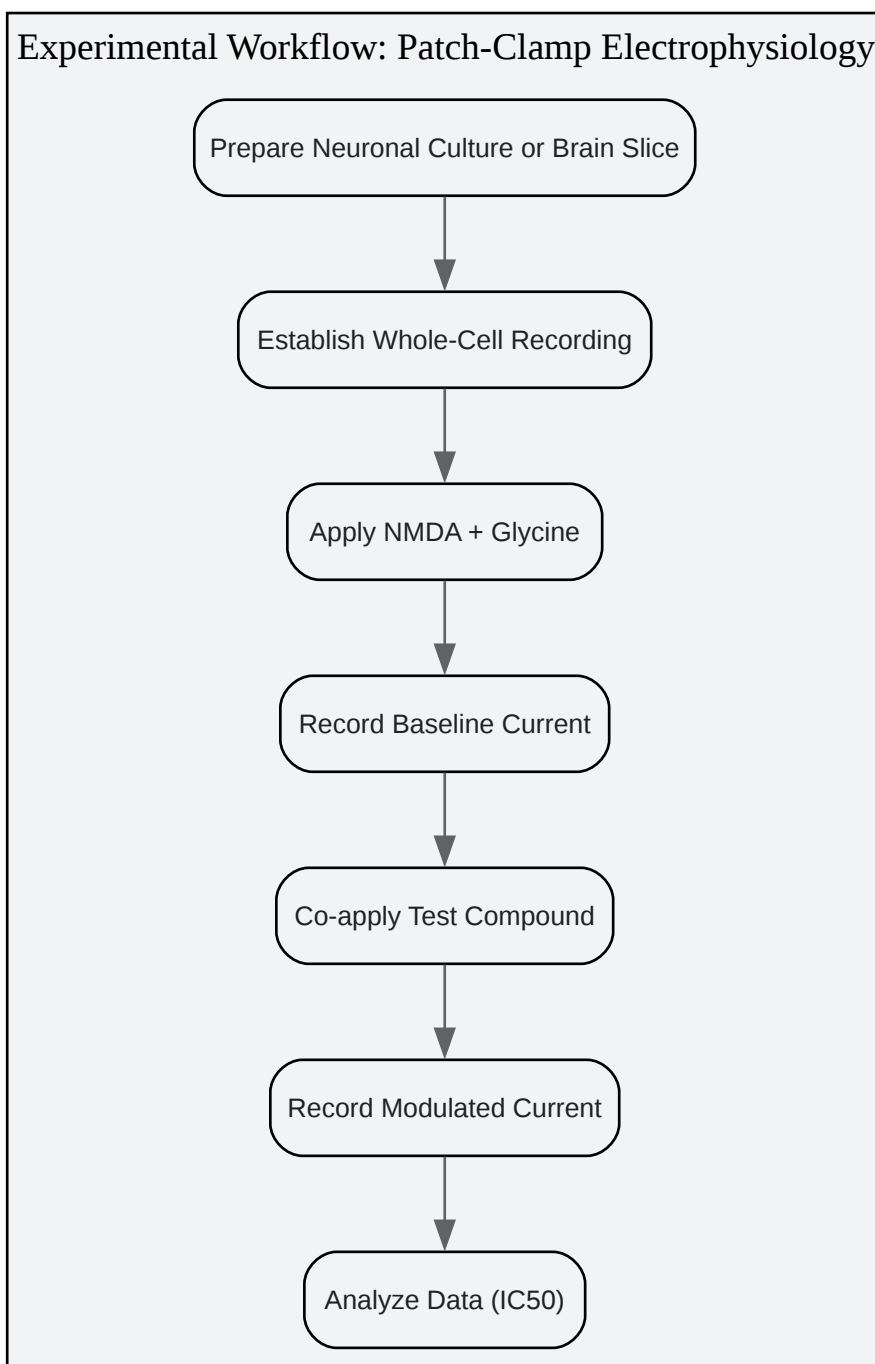 Experimental Workflow: Patch-Clamp Electrophysiology
Prepare Neuronal Culture or Brain Slice
Establish Whole-Cell Recording
Apply NMDA + Glycine
Record Baseline Current
Co-apply Test Compound
Record Modulated Current
Analyze Data (IC50)